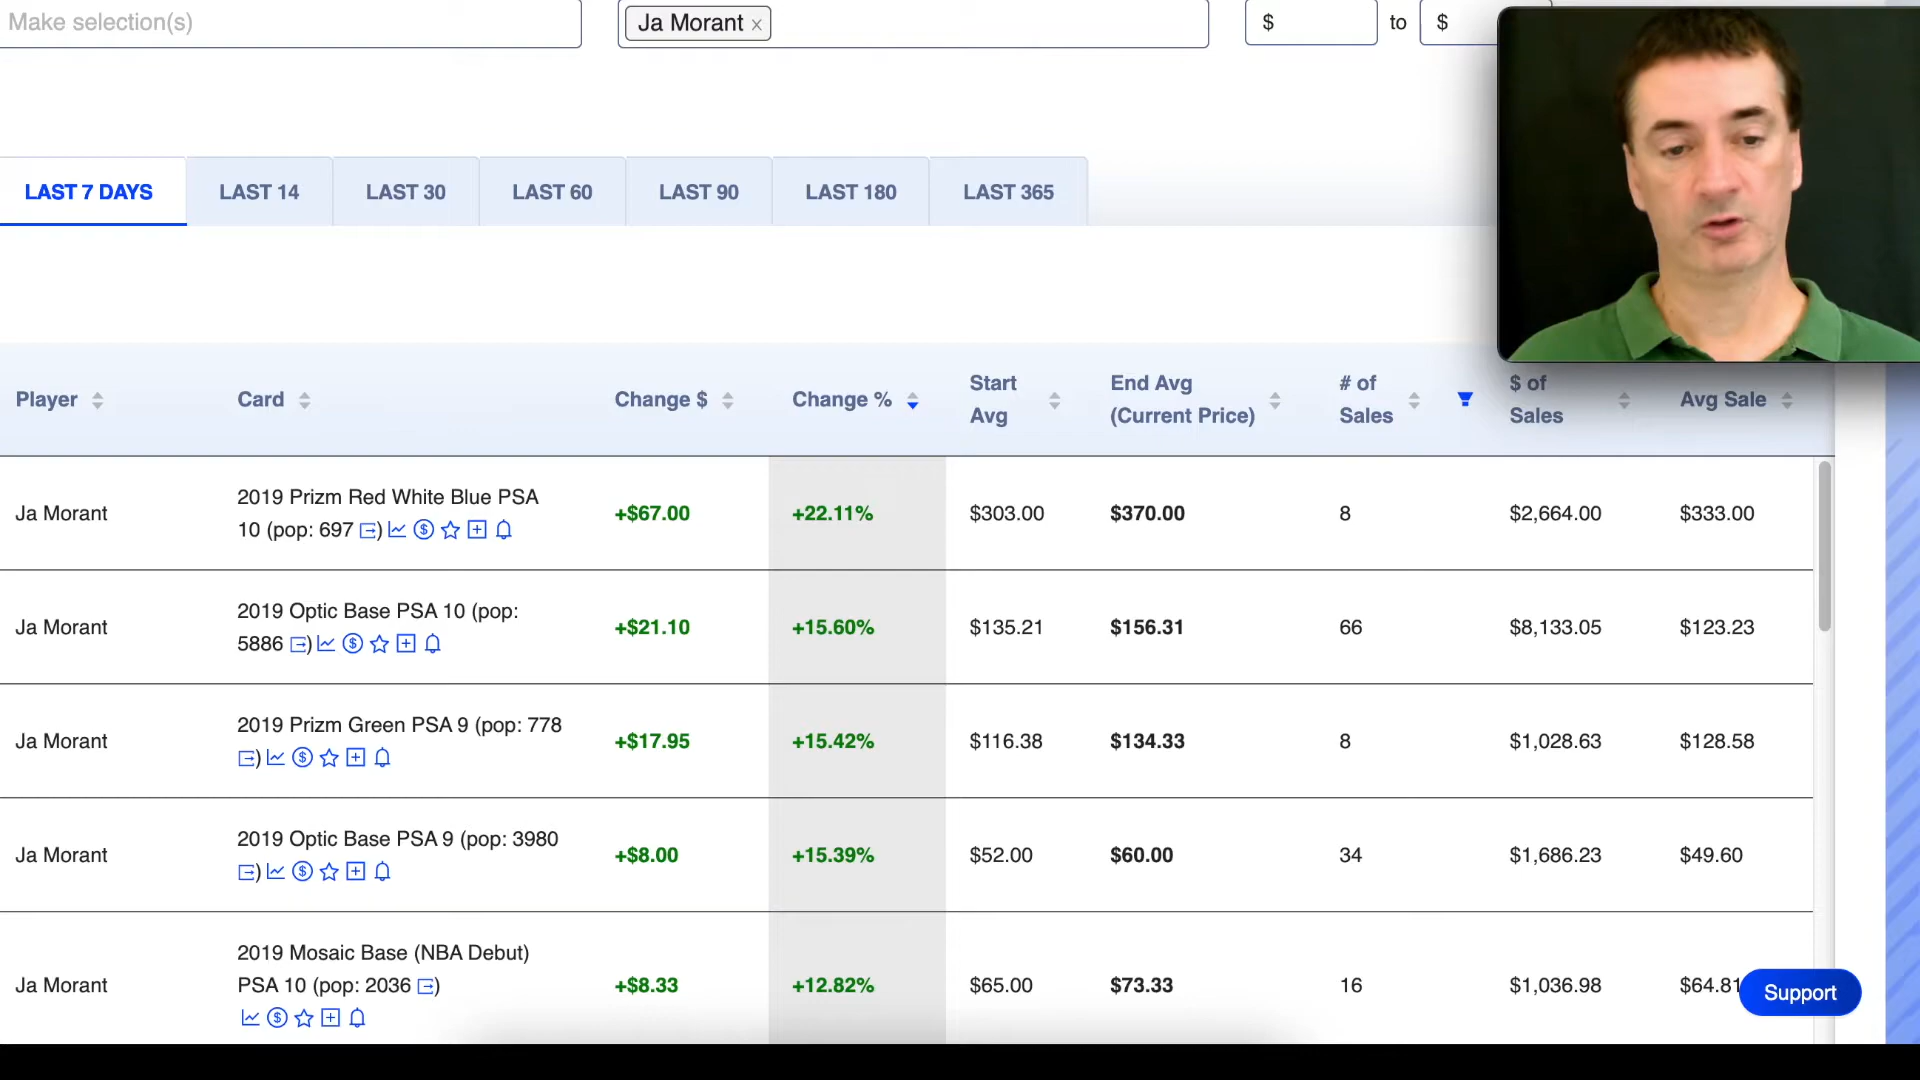 Make selection(s)
Ja Morant ×
$ to $
LAST 7 DAYS LAST 14 LAST 30 LAST 60 LAST 90 LAST 180 LAST 365
Player Card Change $ Change % Start Avg End Avg (Current Price) # of Sales $ of Sales Avg Sale
Ja Morant
2019 Prizm Red White Blue PSA
10 (pop: 697 )
+$67.00 +22.11% $303.00 $370.00 8 $2,664.00 $333.00
Ja Morant
2019 Optic Base PSA 10 (pop:
5886 )
+$21.10 +15.60% $135.21 $156.31 66 $8,133.05 $123.23
Ja Morant
2019 Prizm Green PSA 9 (pop: 778
)
+$17.95 +15.42% $116.38 $134.33 8 $1,028.63 $128.58
Ja Morant
2019 Optic Base PSA 9 (pop: 3980
)
+$8.00 +15.39% $52.00 $60.00 34 $1,686.23 $49.60
Ja Morant
2019 Mosaic Base (NBA Debut)
PSA 10 (pop: 2036 )
+$8.33 +12.82% $65.00 $73.33 16 $1,036.98 $64.81
Support